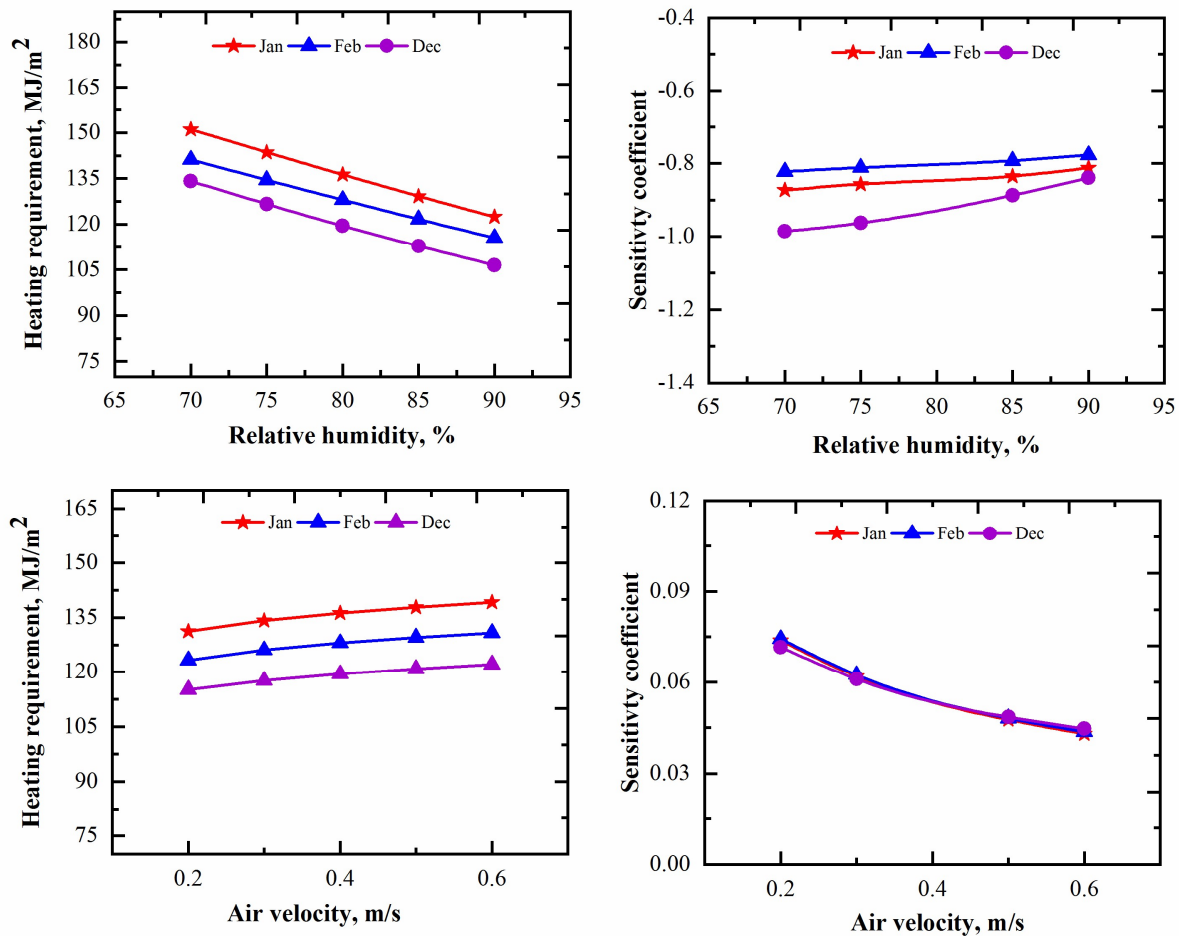 Heating requirement, MJ/m²
180
165
150
135
120
105
90
75
Jan Feb Dec
65 70 75 80 85 90 95
Relative humidity, %
Sensitivty coefficient
-0.4
-0.6
-0.8
-1.0
-1.2
-1.4
Jan Feb Dec
65 70 75 80 85 90 95
Relative humidity, %
Heating requirement, MJ/m²
165
150
135
120
105
90
75
Jan Feb Dec
0.2 0.4 0.6
Air velocity, m/s
Sensitivty coefficient
0.12
0.09
0.06
0.03
0.00
Jan Feb Dec
0.2 0.4 0.6
Air velocity, m/s